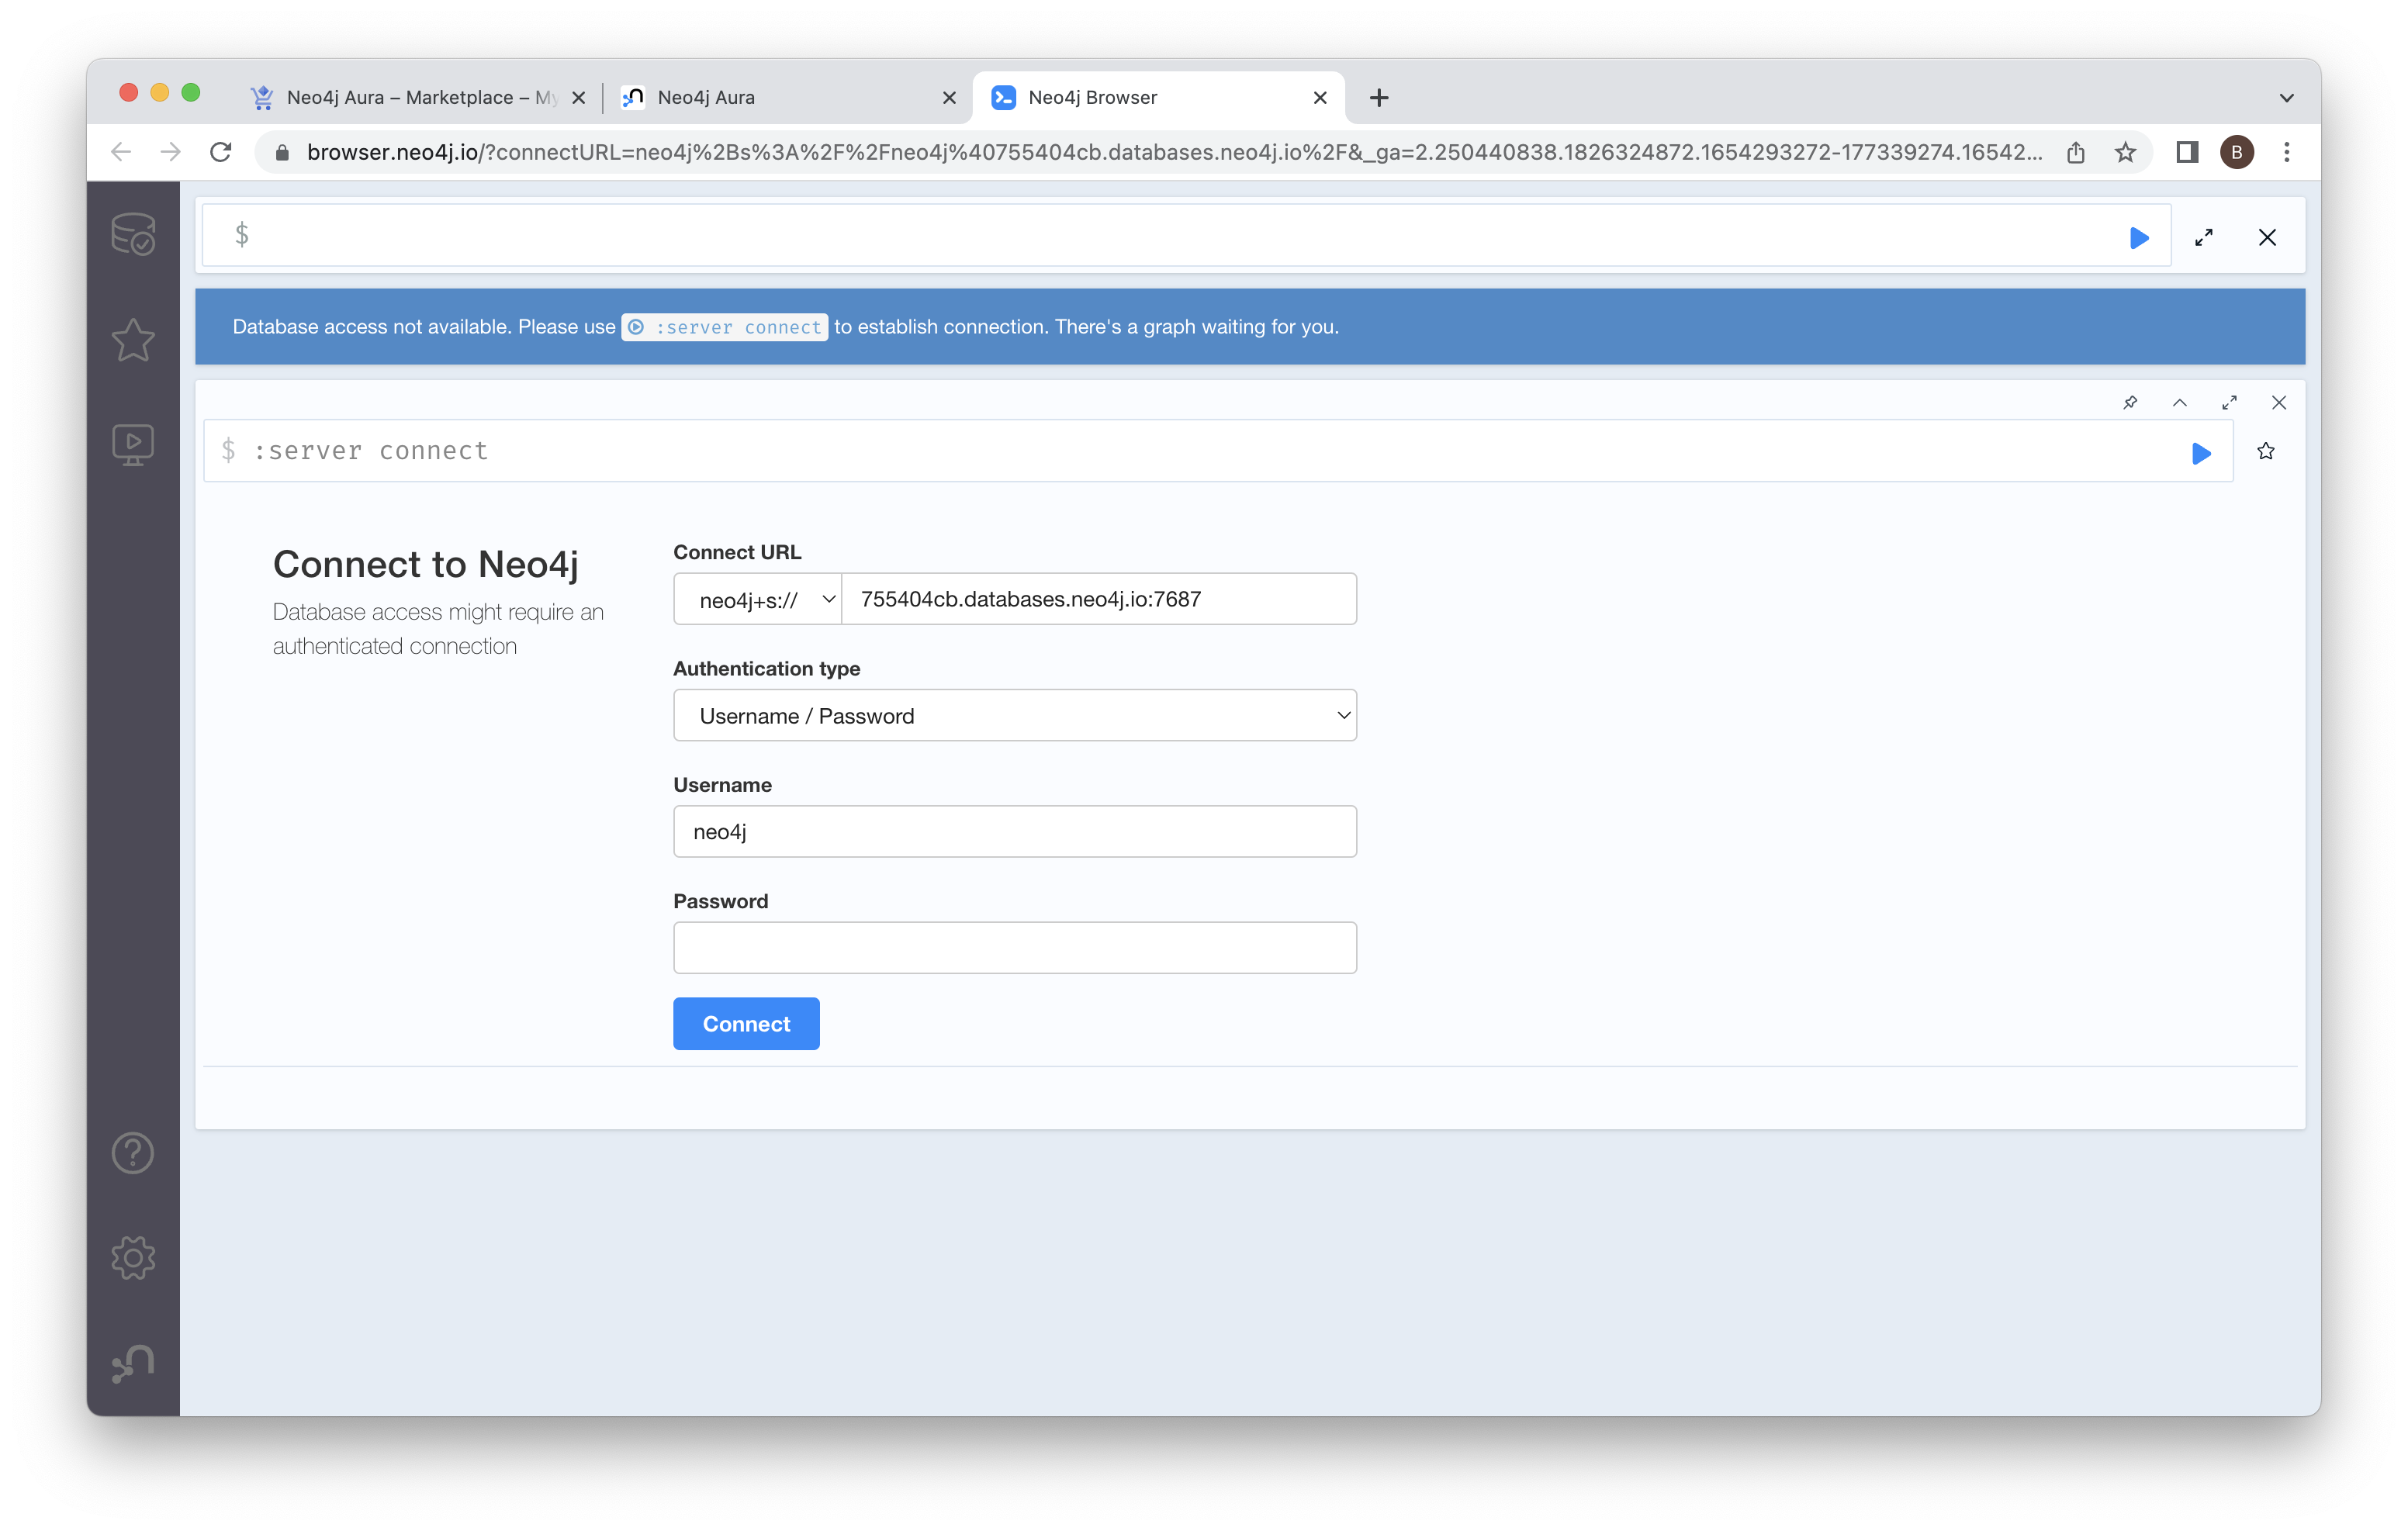 Neo4j Aura – Marketplace – My
Neo4j Aura
Neo4j Browser
browser.neo4j.io/?connectURL=neo4j%2Bs%3A%2F%2Fneo4j%40755404cb.databases.neo4j.io%2F&_ga=2.250440838.1826324872.1654293272-177339274.16542...
B
$
Database access not available. Please use :server connect to establish connection. There's a graph waiting for you.
$ :server connect
Connect to Neo4j
Database access might require an
authenticated connection
Connect URL
neo4j+s://
755404cb.databases.neo4j.io:7687
Authentication type
Username / Password
Username
neo4j
Password
Connect